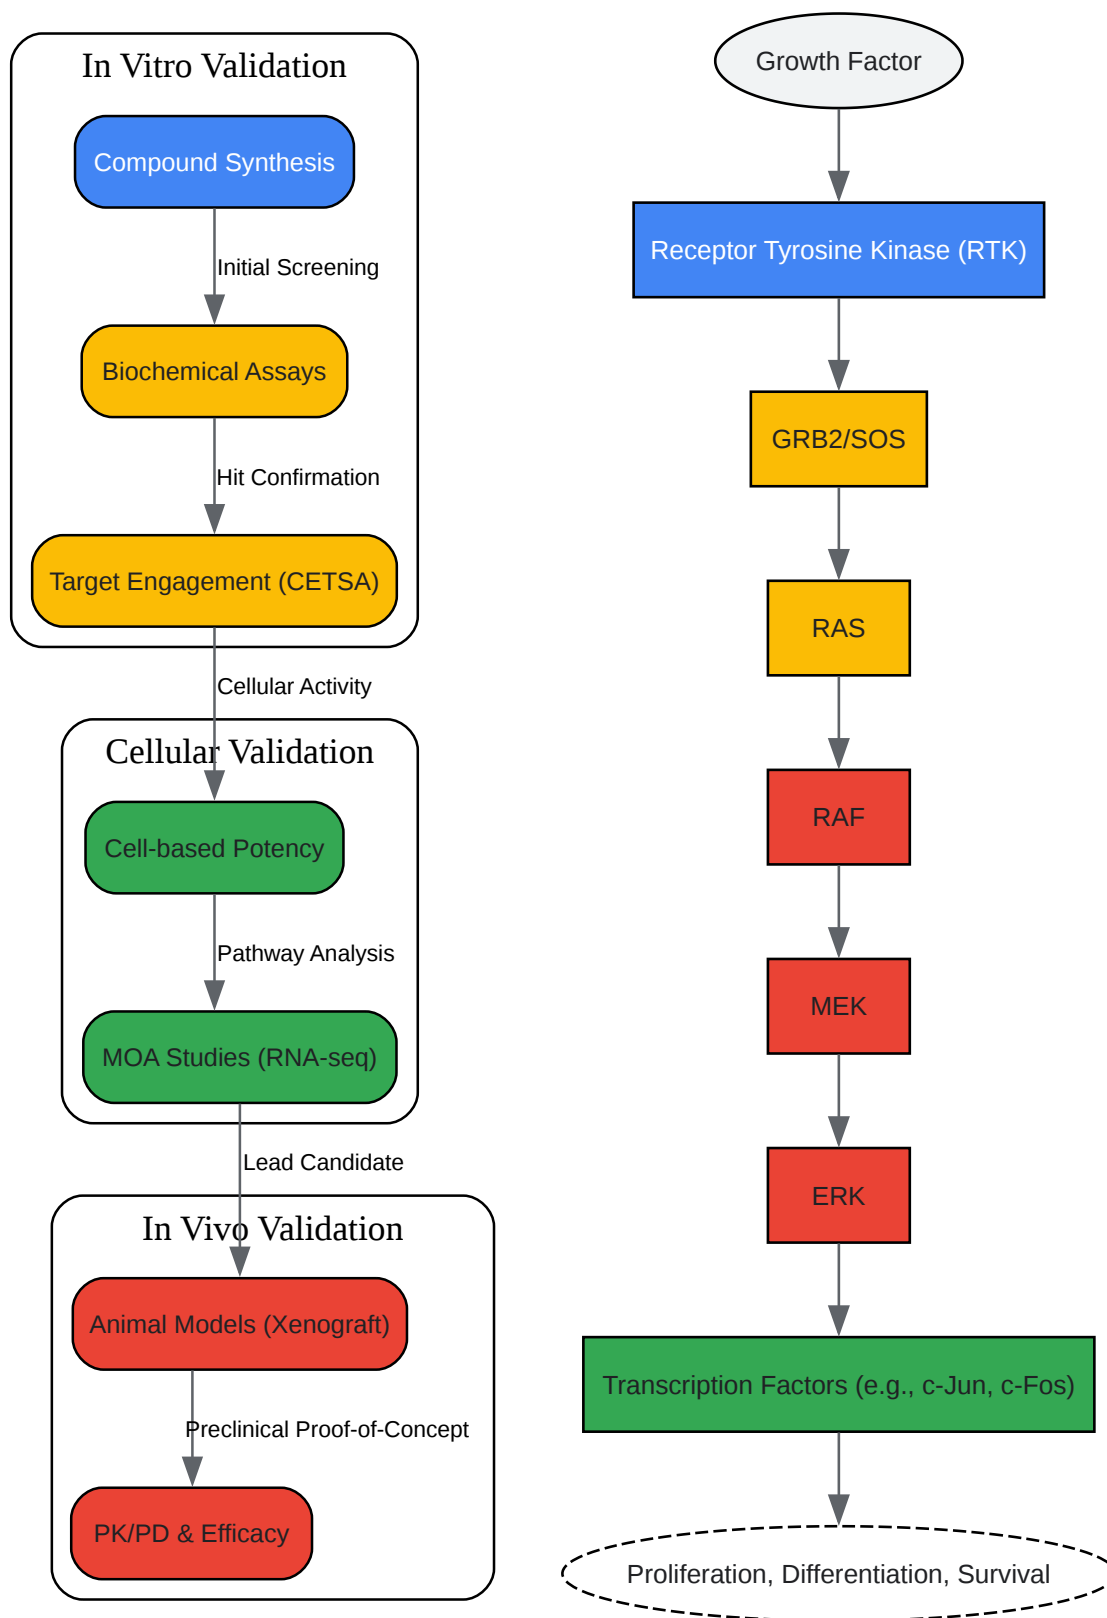 In Vitro Validation
Compound Synthesis
Initial Screening
Biochemical Assays
Hit Confirmation
Target Engagement (CETSA)
Cellular Activity
Cellular Validation
Cell-based Potency
Pathway Analysis
MOA Studies (RNA-seq)
Lead Candidate
In Vivo Validation
Animal Models (Xenograft)
Preclinical Proof-of-Concept
PK/PD & Efficacy
Growth Factor
Receptor Tyrosine Kinase (RTK)
GRB2/SOS
RAS
RAF
MEK
ERK
Transcription Factors (e.g., c-Jun, c-Fos)
Proliferation, Differentiation, Survival